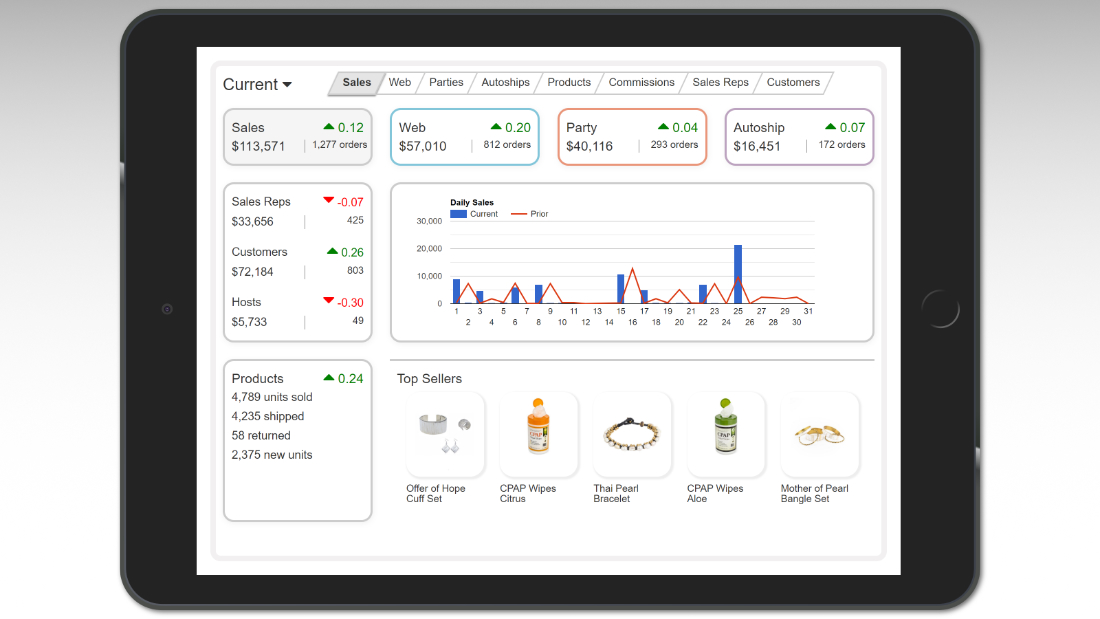 Current
Sales Web Parties Autoships Products Commissions Sales Reps Customers
Sales 0.12
$113,571 1,277 orders
Web 0.20
$57,010 812 orders
Party 0.04
$40,116 293 orders
Autoship 0.07
$16,451 172 orders
Sales Reps -0.07
$33,656 425
Customers 0.26
$72,184 803
Hosts -0.30
$5,733 49
Daily Sales
Current Prior
30,000
20,000
10,000
0
1 3 5 7 9 11 13 15 17 19 21 23 25 27 29 31
2 4 6 8 10 12 14 16 18 20 22 24 26 28 30
Products 0.24
4,789 units sold
4,235 shipped
58 returned
2,375 new units
Top Sellers
CPAP
CPAP
Offer of Hope
Cuff Set
CPAP Wipes
Citrus
Thai Pearl
Bracelet
CPAP Wipes
Aloe
Mother of Pearl
Bangle Set